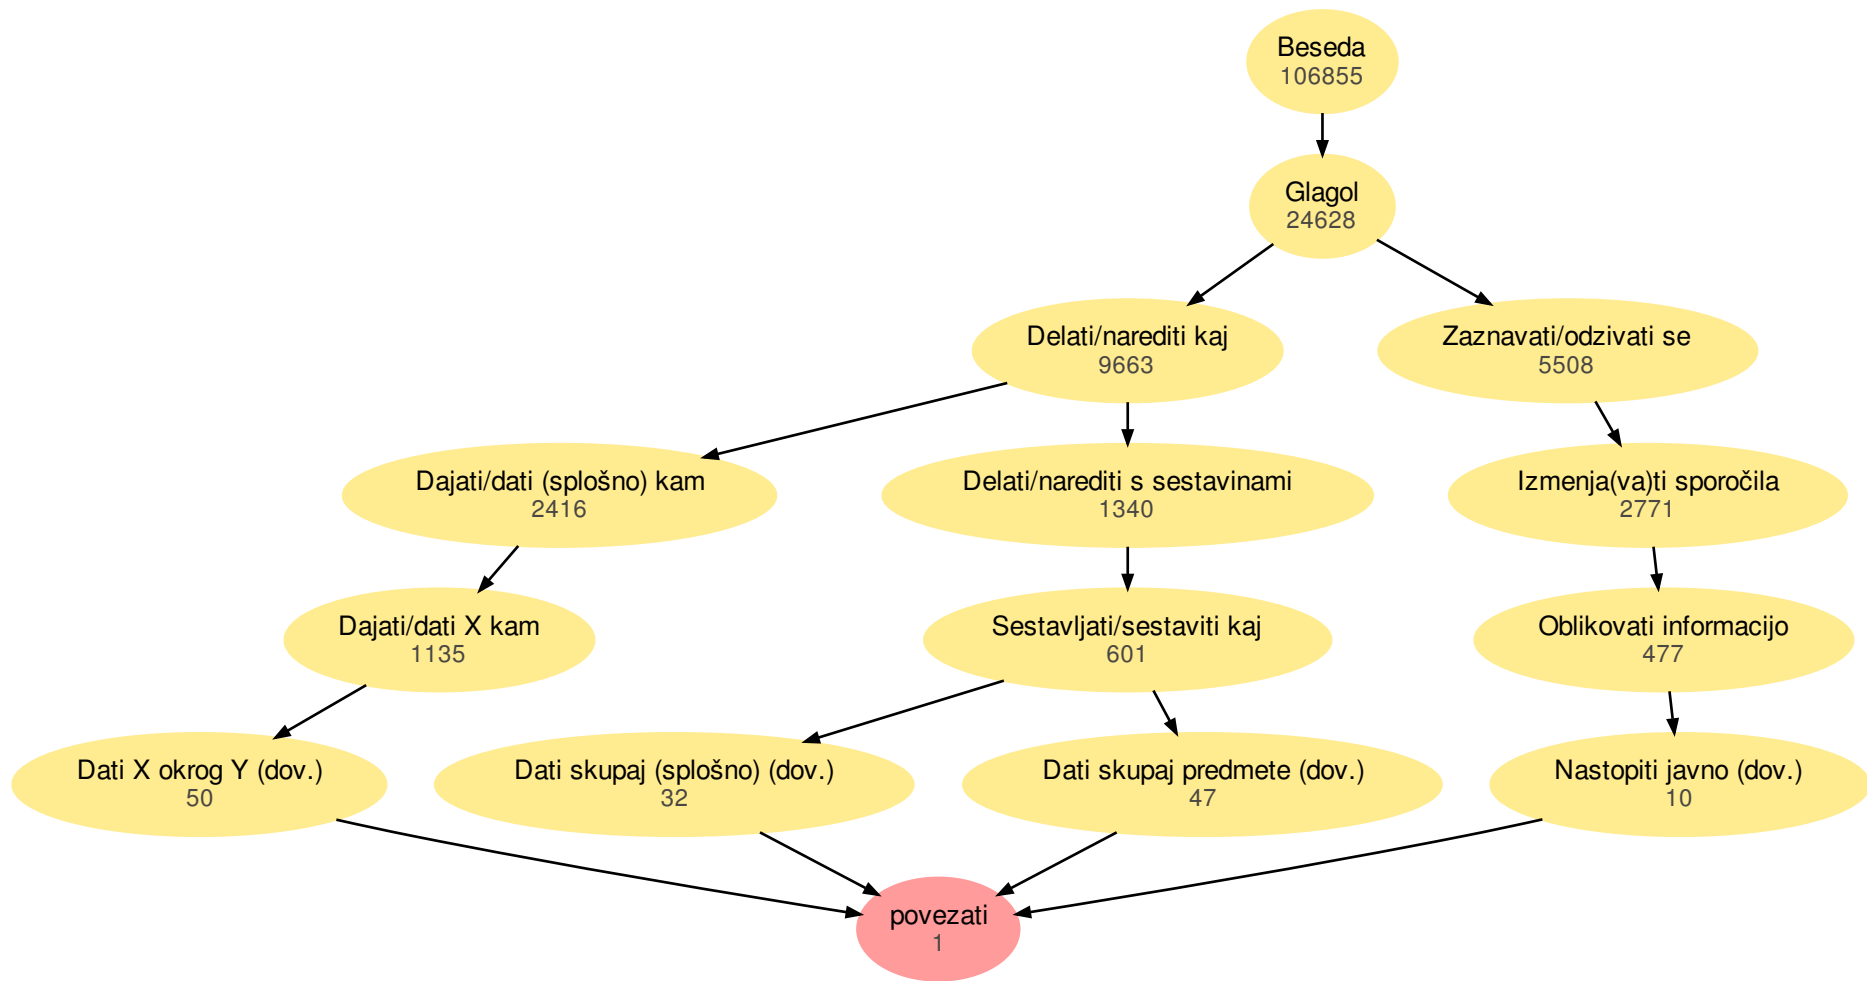 Beseda
106855
Glagol
24628
Delati/narediti kaj
9663
Zaznavati/odzivati se
5508
Dajati/dati (splošno) kam
2416
Delati/narediti s sestavinami
1340
Izmenja(va)ti sporočila
2771
Dajati/dati X kam
1135
Sestavljati/sestaviti kaj
601
Oblikovati informacijo
477
Dati X okrog Y (dov.)
50
Dati skupaj (splošno) (dov.)
32
Dati skupaj predmete (dov.)
47
Nastopiti javno (dov.)
10
povezati
1